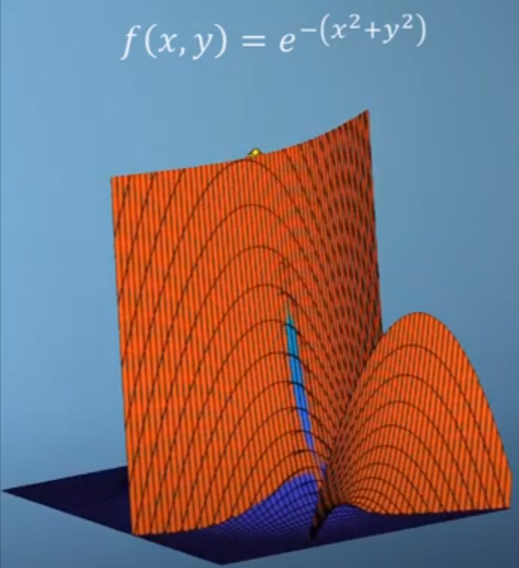 f(x, y) = e^{-(x^2+y^2)}